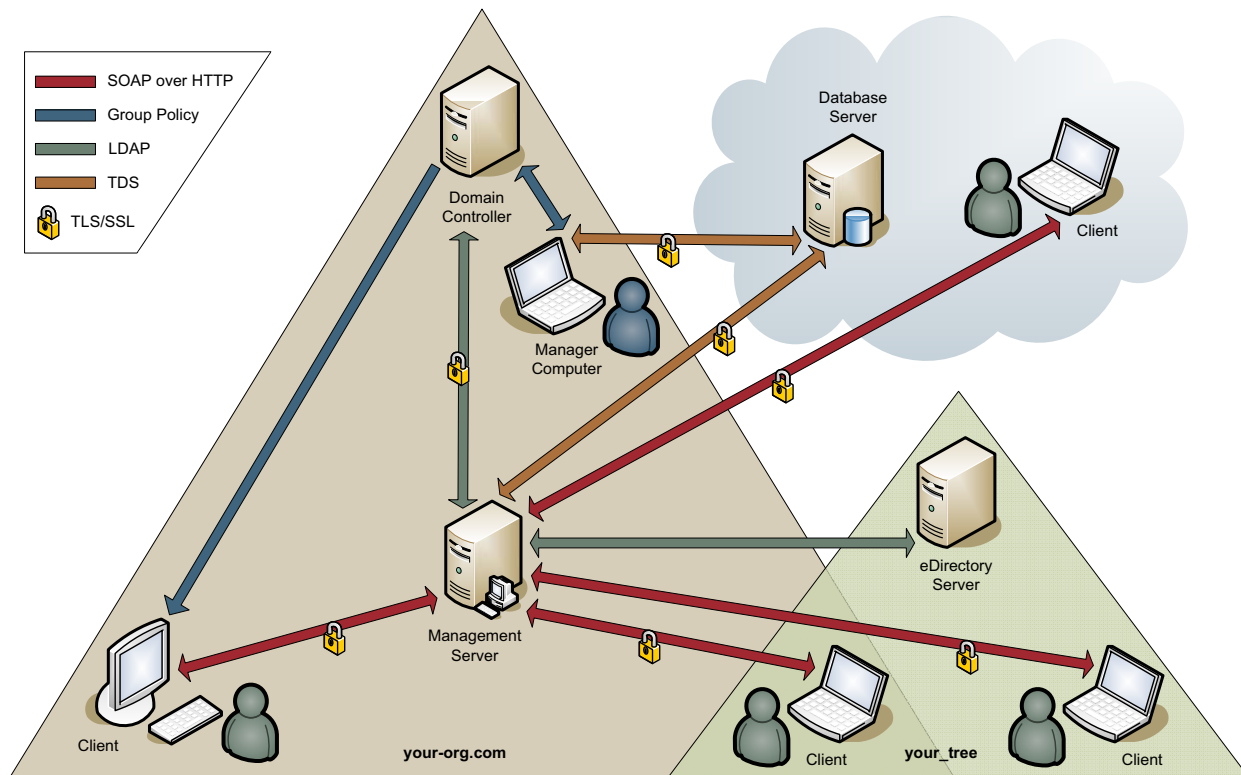 SOAP over HTTP
Group Policy
LDAP
TDS
TLS/SSL
Domain
Controller
Database
Server
Client
Manager
Computer
eDirectory
Server
Management
Server
Client
your-org.com
Client
your_tree
Client